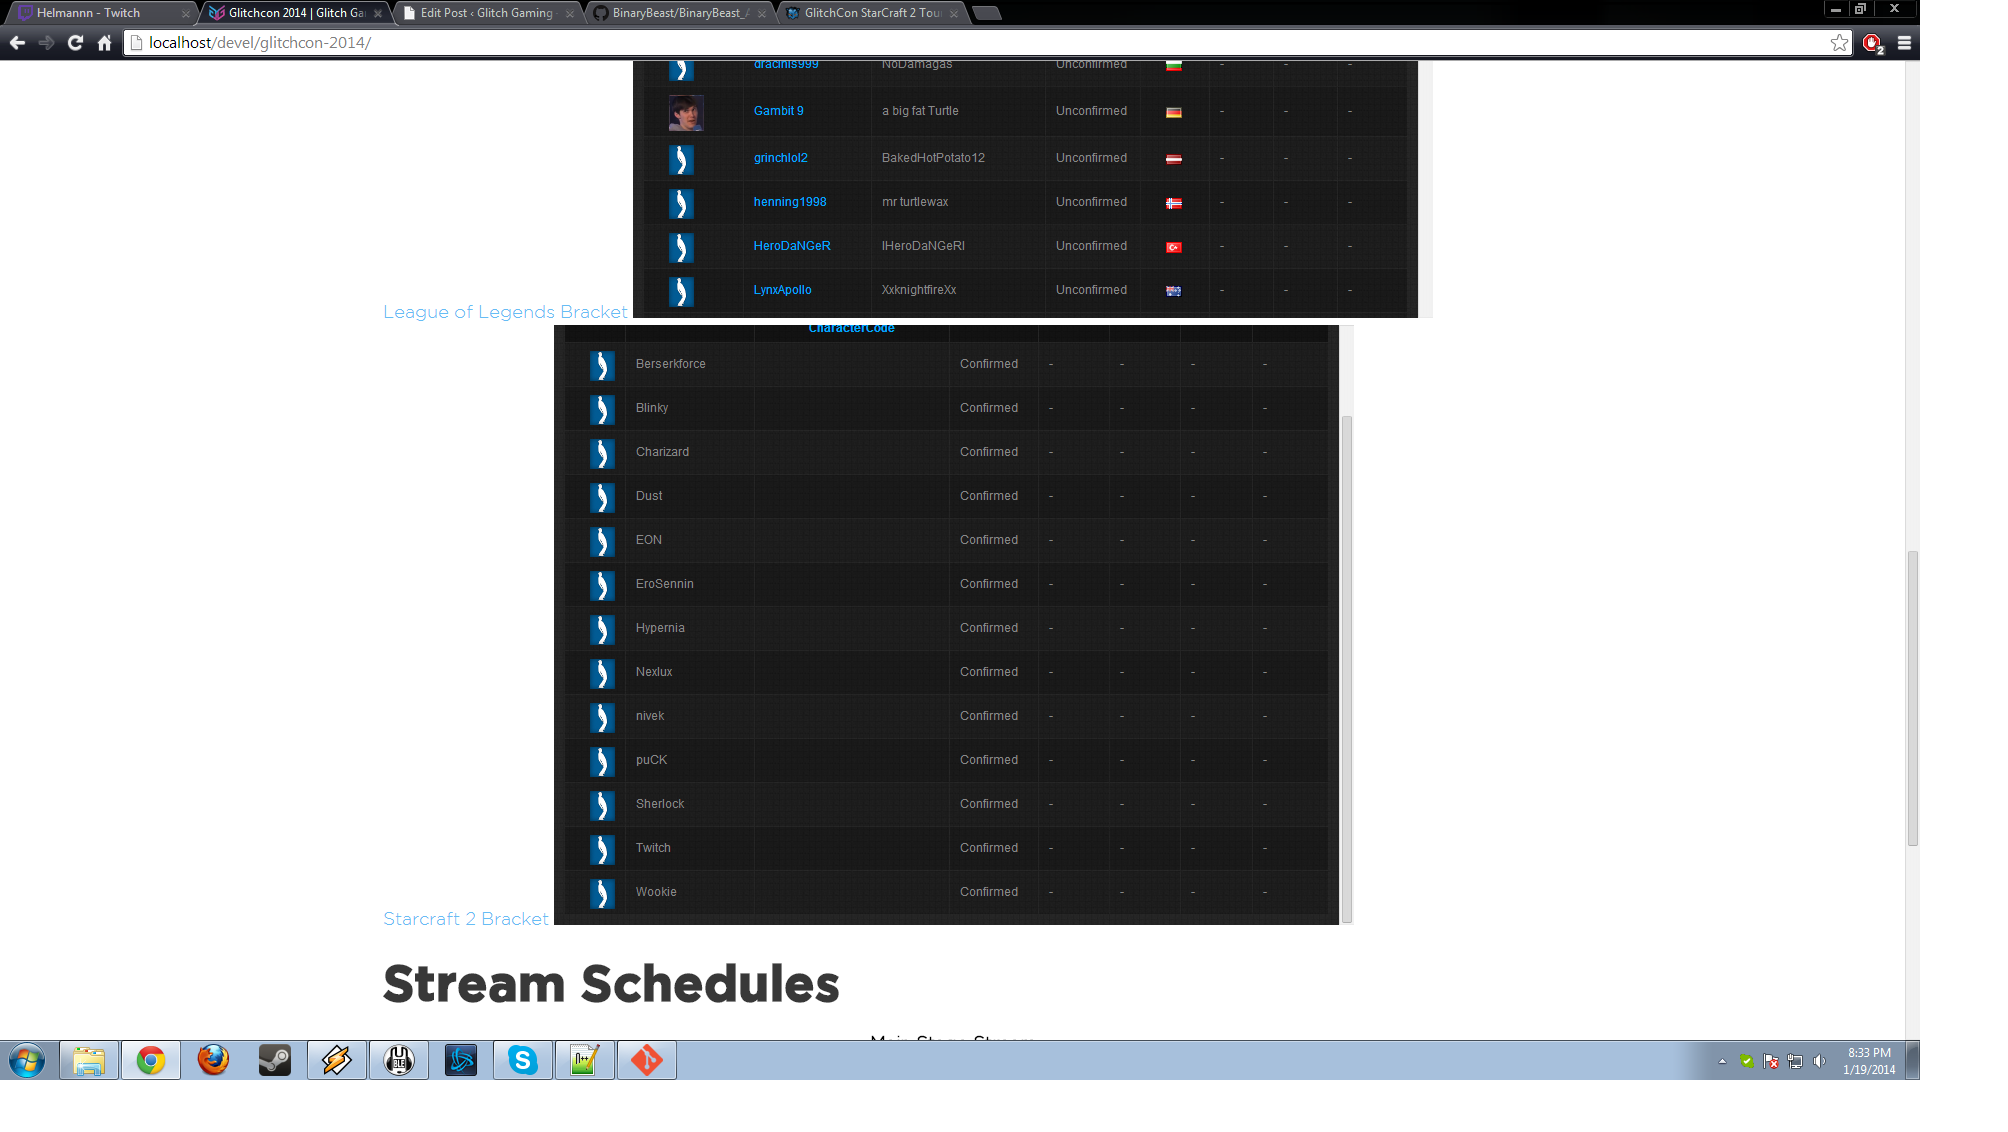 Helmannn - Twitch
Glitchcon 2014 | Glitch Ga
Edit Post ‹ Glitch Gaming
BinaryBeast/BinaryBeast_
GlitchCon StarCraft 2 Tou
localhost/devel/glitchcon-2014/
2
dracinis999 NoDamagas Unconfirmed - - -
Gambit 9 a big fat Turtle Unconfirmed - - -
grinchlol2 BakedHotPotato12 Unconfirmed - - -
henning1998 mr turtlewax Unconfirmed - - -
HeroDaNGeR lHeroDaNGeRl Unconfirmed - - -
LynxApollo XxknightfireXx Unconfirmed - - -
League of Legends Bracket
CharacterCode
Berserkforce Confirmed - - - -
Blinky Confirmed - - - -
Charizard Confirmed - - - -
Dust Confirmed - - - -
EON Confirmed - - - -
EroSennin Confirmed - - - -
Hypernia Confirmed - - - -
Nexlux Confirmed - - - -
nivek Confirmed - - - -
puCK Confirmed - - - -
Sherlock Confirmed - - - -
Twitch Confirmed - - - -
Wookie Confirmed - - - -
Starcraft 2 Bracket
Stream Schedules
Main Stage Stream
8:33 PM
1/19/2014